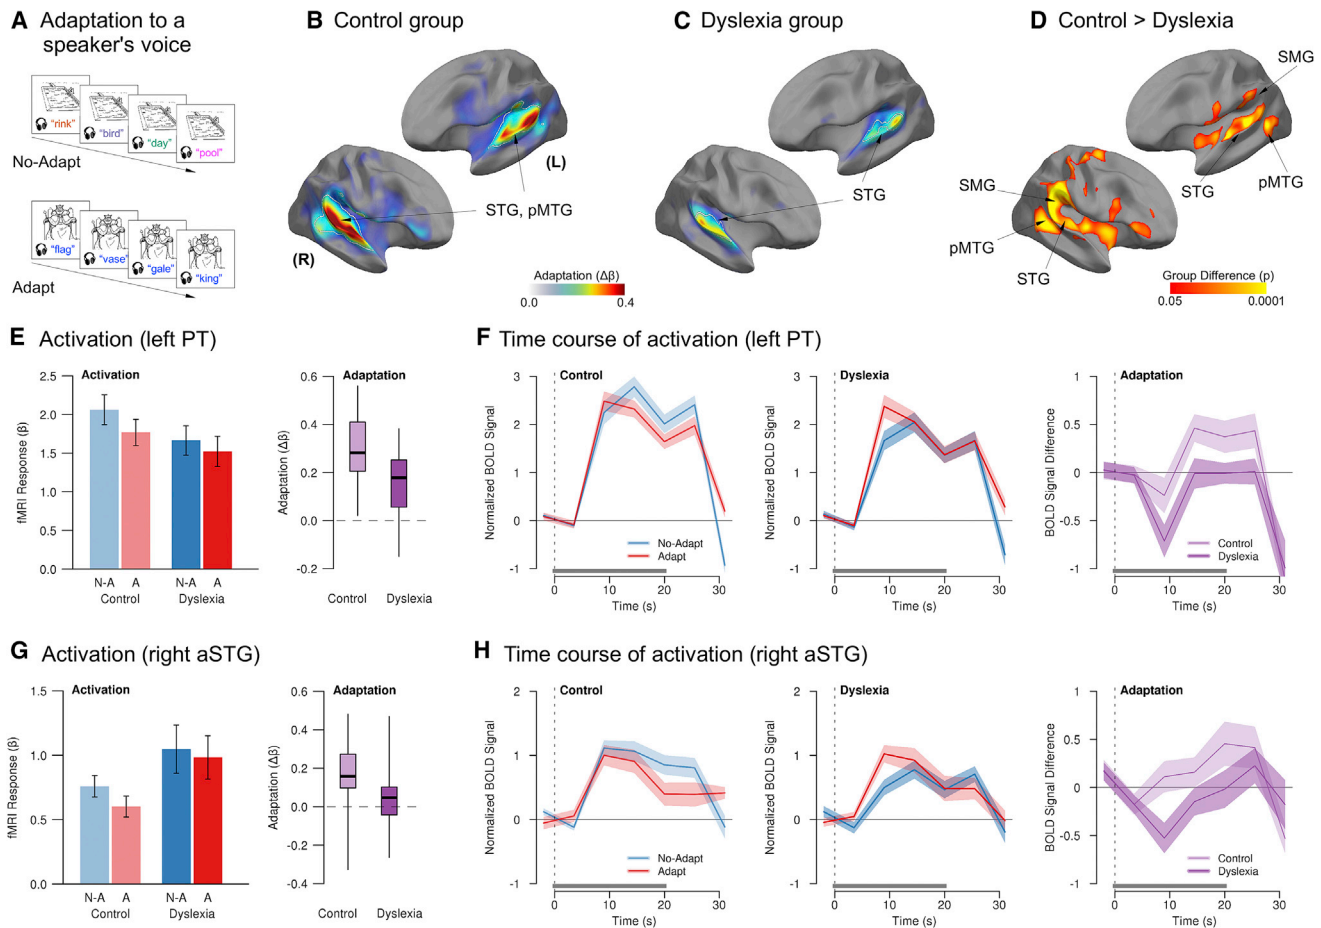 A Adaptation to a
speaker's voice
"rink"
"bird"
"day"
"pool"
No-Adapt
"flag"
"vase"
"gale"
"king"
Adapt
B Control group
(L)
STG, pMTG
(R)
Adaptation (Δβ)
0.0 0.4
C Dyslexia group
STG
D Control > Dyslexia
SMG
STG
pMTG
SMG
pMTG
STG
Group Difference (p)
0.05 0.0001
E Activation (left PT)
Activation
fMRI Response (β)
2.5
2.0
1.5
1.0
0.5
0.0
N-A A N-A A
Control Dyslexia
Adaptation
Adaptation (Δβ)
0.6
0.4
0.2
0.0
-0.2
Control Dyslexia
F Time course of activation (left PT)
Control
Normalized BOLD Signal
3
2
1
0
-1
No-Adapt
Adapt
0 10 20 30
Time (s)
Dyslexia
Normalized BOLD Signal
3
2
1
0
-1
No-Adapt
Adapt
0 10 20 30
Time (s)
Adaptation
BOLD Signal Difference
1
0.5
0
-0.5
-1
Control
Dyslexia
0 10 20 30
Time (s)
G Activation (right aSTG)
Activation
fMRI Response (β)
1.5
1.0
0.5
0.0
N-A A N-A A
Control Dyslexia
Adaptation
Adaptation (Δβ)
0.6
0.4
0.2
0.0
-0.2
-0.4
Control Dyslexia
H Time course of activation (right aSTG)
Control
Normalized BOLD Signal
2
1
0
-1
No-Adapt
Adapt
0 10 20 30
Time (s)
Dyslexia
Normalized BOLD Signal
2
1
0
-1
No-Adapt
Adapt
0 10 20 30
Time (s)
Adaptation
BOLD Signal Difference
1
0.5
0
-0.5
-1
Control
Dyslexia
0 10 20 30
Time (s)